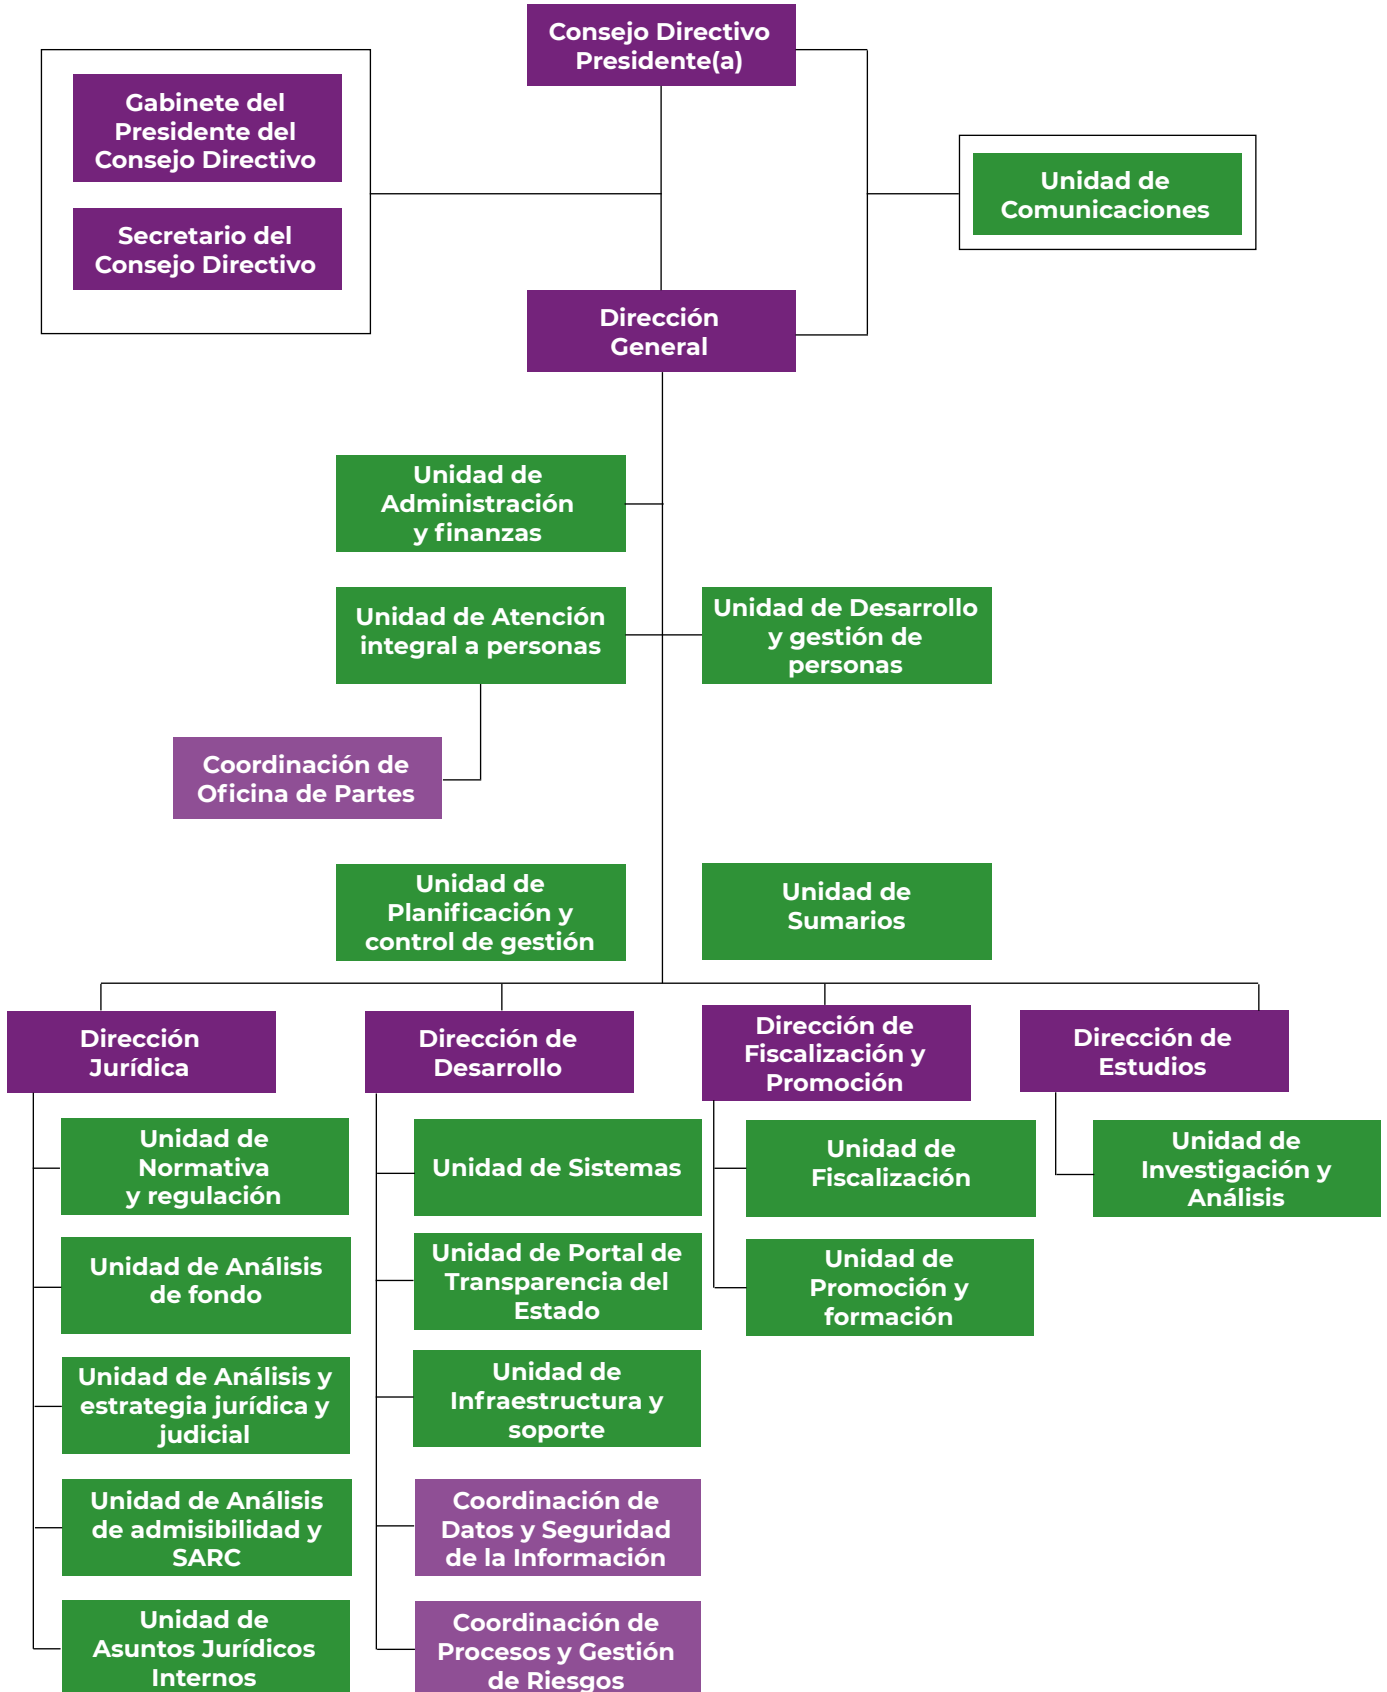 Consejo Directivo
Presidente(a)
Gabinete del
Presidente del
Consejo Directivo
Secretario del
Consejo Directivo
Unidad de
Comunicaciones
Dirección
General
Unidad de
Administración
y finanzas
Unidad de Atención
integral a personas
Unidad de Desarrollo
y gestión de
personas
Coordinación de
Oficina de Partes
Unidad de
Planificación y
control de gestión
Unidad de
Sumarios
Dirección
Jurídica
Unidad de
Normativa
y regulación
Unidad de Análisis
de fondo
Unidad de Análisis y
estrategia jurídica y
judicial
Unidad de Análisis
de admisibilidad y
SARC
Unidad de
Asuntos Jurídicos
Internos
Dirección de
Desarrollo
Unidad de Sistemas
Unidad de Portal de
Transparencia del
Estado
Unidad de
Infraestructura y
soporte
Coordinación de
Datos y Seguridad
de la Información
Coordinación de
Procesos y Gestión
de Riesgos
Dirección de
Fiscalización y
Promoción
Unidad de
Fiscalización
Unidad de
Promoción y
formación
Dirección de
Estudios
Unidad de
Investigación y
Análisis